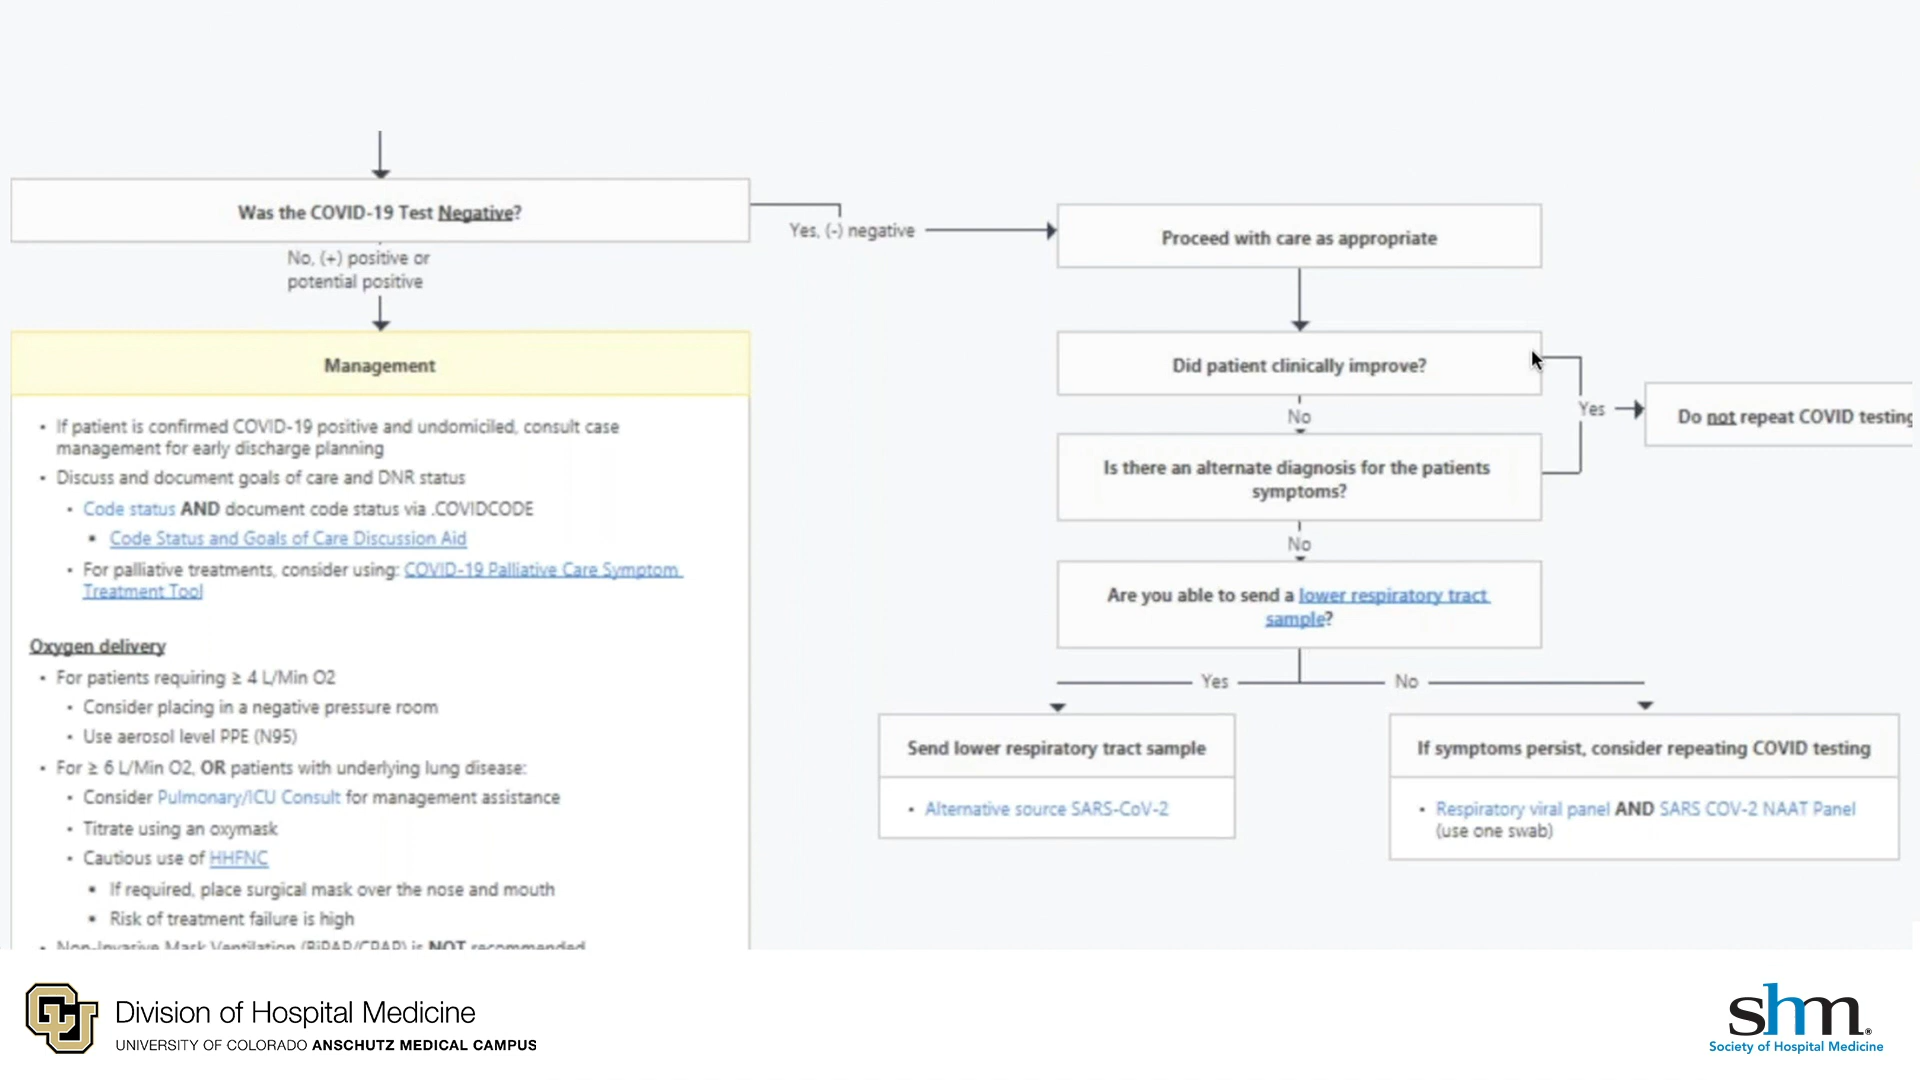 Was the COVID-19 Test Negative?
No, (+) positive or
potential positive
Yes, (-) negative
Management
• If patient is confirmed COVID-19 positive and undomiciled, consult case
management for early discharge planning
• Discuss and document goals of care and DNR status
• Code status AND document code status via .COVIDCODE
▪ Code Status and Goals of Care Discussion Aid
• For palliative treatments, consider using: COVID-19 Palliative Care Symptom
Treatment Tool
Oxygen delivery
• For patients requiring ≥ 4 L/Min O2
• Consider placing in a negative pressure room
• Use aerosol level PPE (N95)
• For ≥ 6 L/Min O2, OR patients with underlying lung disease:
• Consider Pulmonary/ICU Consult for management assistance
• Titrate using an oxymask
• Cautious use of HHFNC
▪ If required, place surgical mask over the nose and mouth
▪ Risk of treatment failure is high
• Non-Invasive Mask Ventilation (BiPAP/CPAP) is NOT recommended
Proceed with care as appropriate
Did patient clinically improve?
No
Yes
Do not repeat COVID testing
Is there an alternate diagnosis for the patients
symptoms?
No
Are you able to send a lower respiratory tract
sample?
Yes
No
Send lower respiratory tract sample
• Alternative source SARS-CoV-2
If symptoms persist, consider repeating COVID testing
• Respiratory viral panel AND SARS COV-2 NAAT Panel
(use one swab)
CU
Division of Hospital Medicine
UNIVERSITY OF COLORADO ANSCHUTZ MEDICAL CAMPUS
shm.
Society of Hospital Medicine